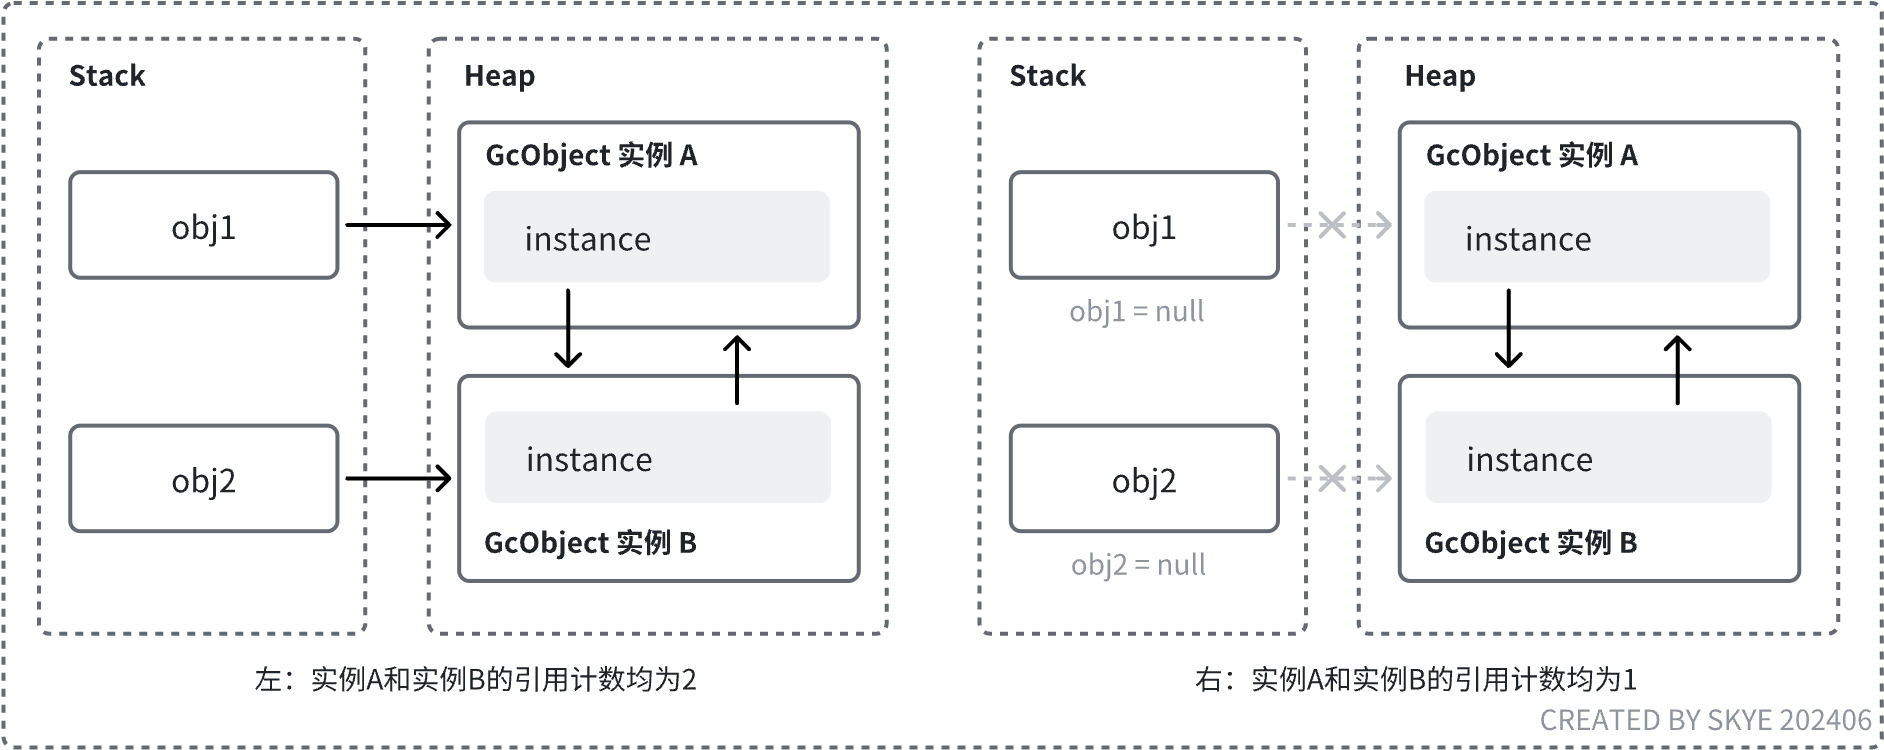 Stack
Heap
GcObject 实例 A
obj1
instance
obj2
instance
GcObject 实例 B
左：实例A和实例B的引用计数均为2
Stack
Heap
GcObject 实例 A
obj1
instance
obj1 = null
obj2
instance
GcObject 实例 B
obj2 = null
右：实例A和实例B的引用计数均为1
CREATED BY SKYE 202406